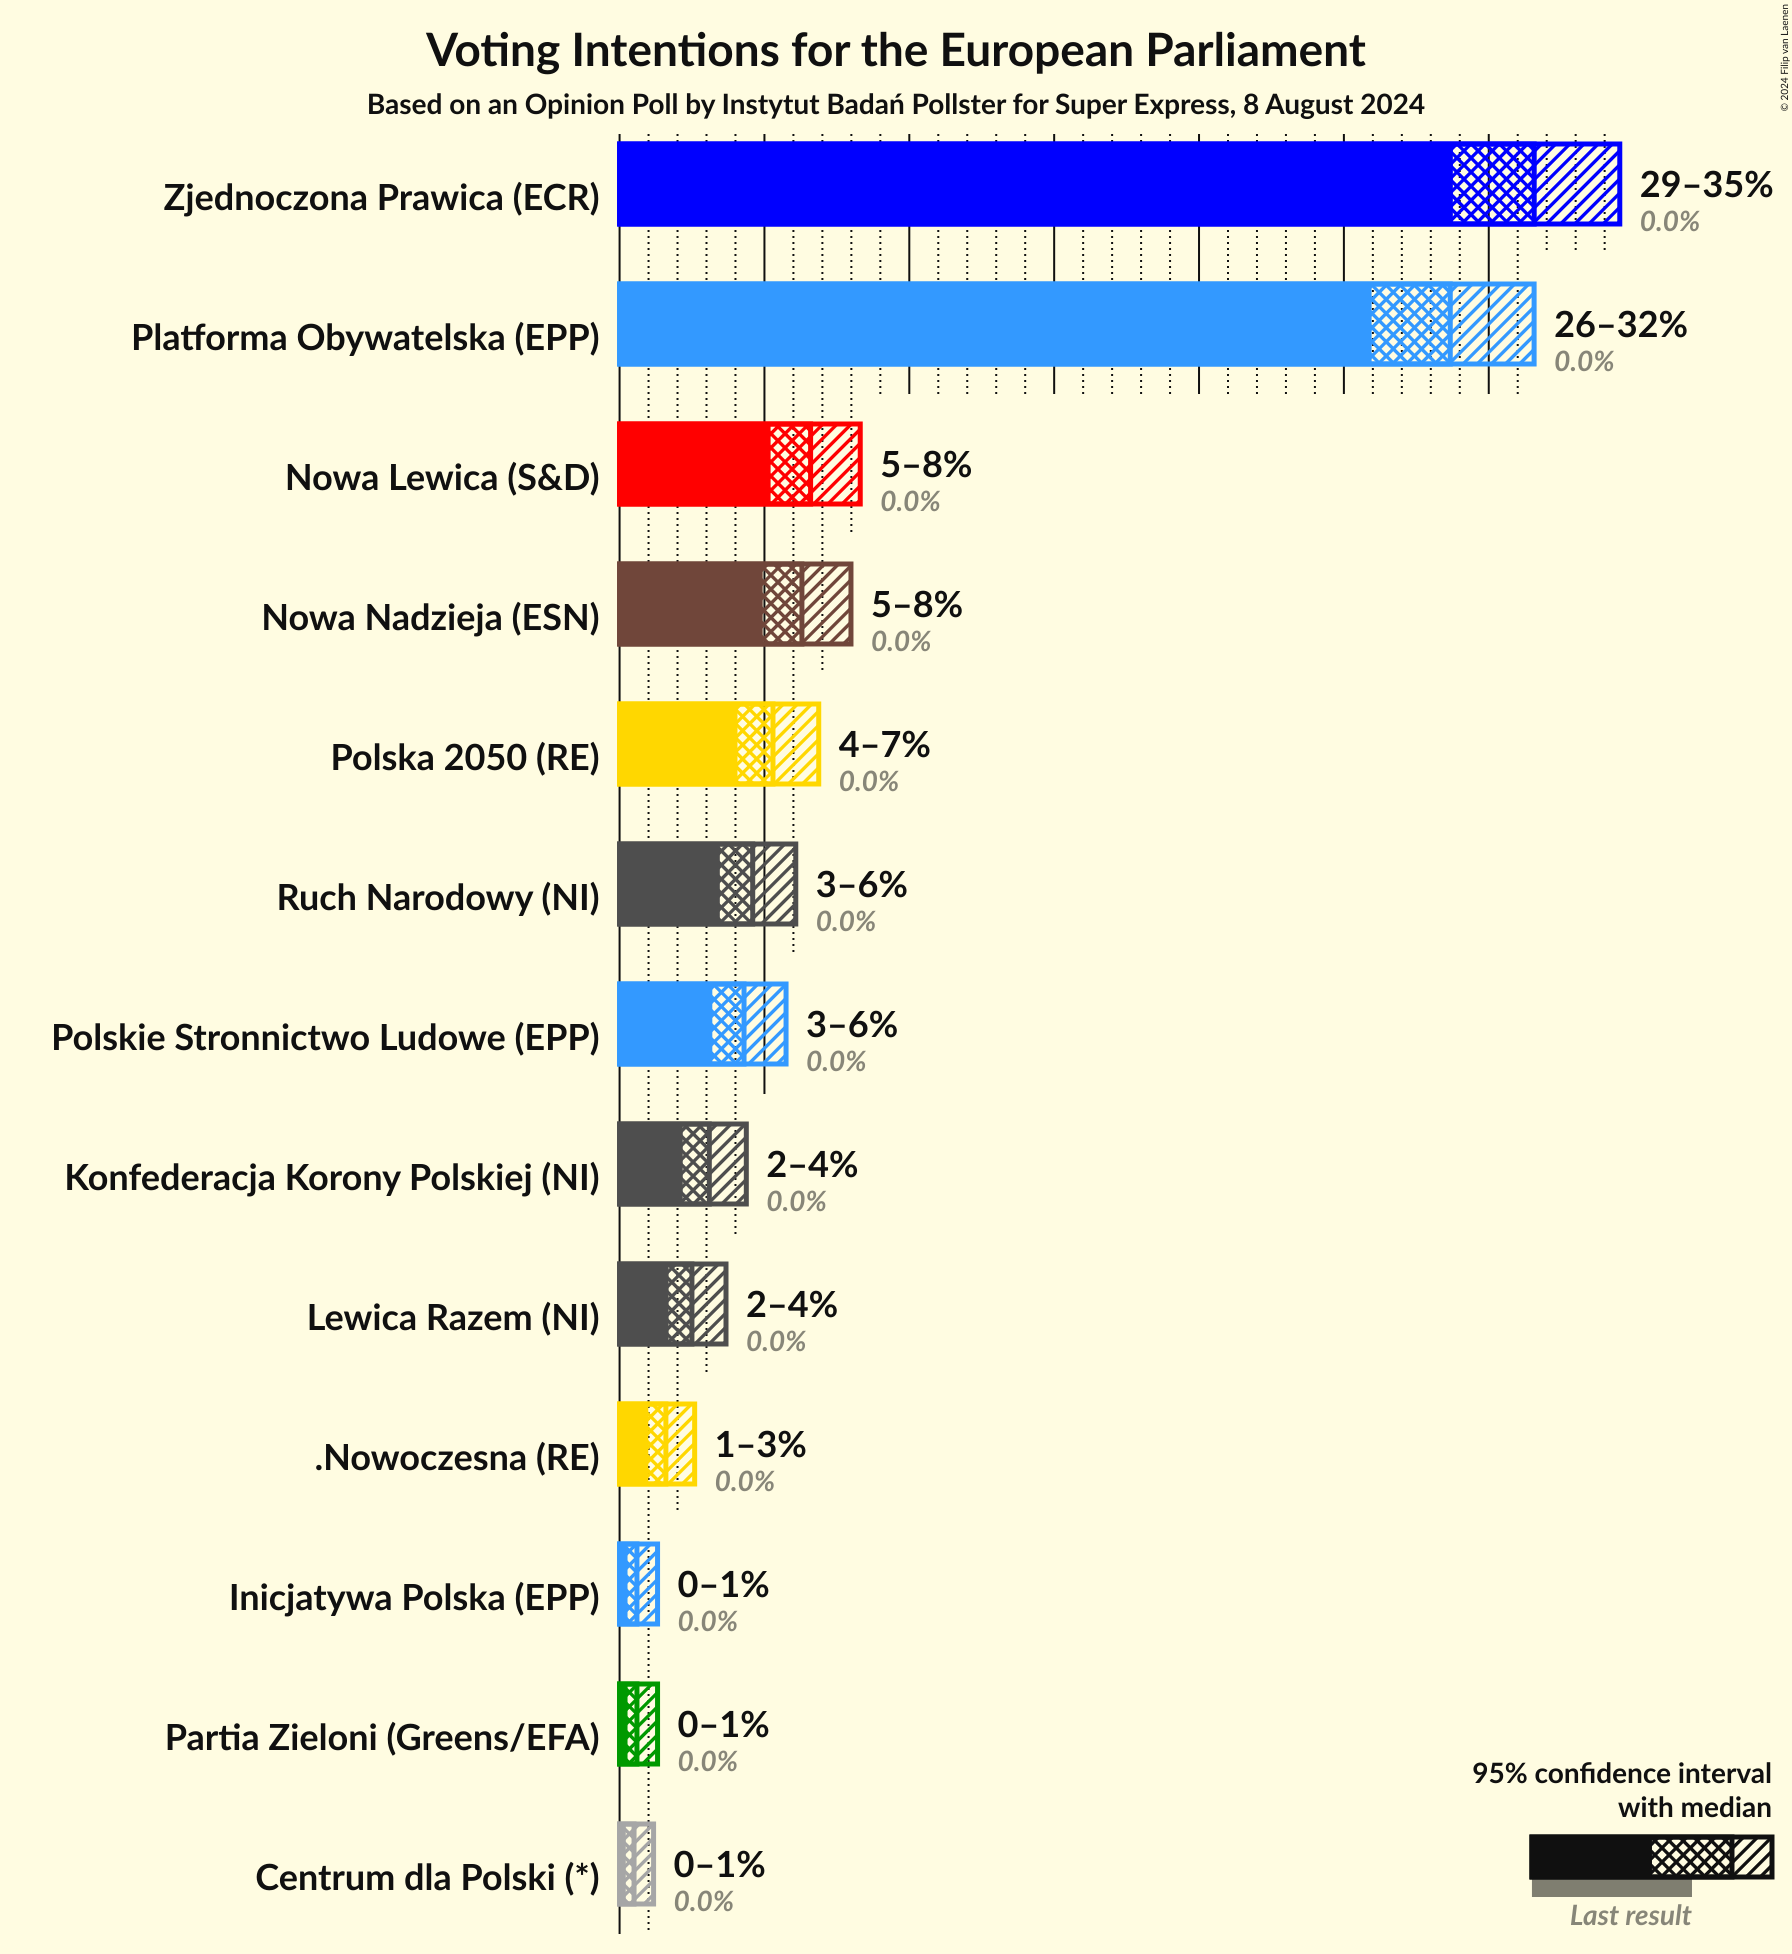 Voting Intentions for the European Parliament
Based on an Opinion Poll by Instytut Badań Pollster for Super Express, 8 August 2024
© 2024 Filip van Laenen
Zjednoczona Prawica (ECR)
29–35%
0.0%
Platforma Obywatelska (EPP)
26–32%
0.0%
Nowa Lewica (S&D)
5–8%
0.0%
Nowa Nadzieja (ESN)
5–8%
0.0%
Polska 2050 (RE)
4–7%
0.0%
Ruch Narodowy (NI)
3–6%
0.0%
Polskie Stronnictwo Ludowe (EPP)
3–6%
0.0%
Konfederacja Korony Polskiej (NI)
2–4%
0.0%
Lewica Razem (NI)
2–4%
0.0%
.Nowoczesna (RE)
1–3%
0.0%
Inicjatywa Polska (EPP)
0–1%
0.0%
Partia Zieloni (Greens/EFA)
0–1%
0.0%
Centrum dla Polski (*)
0–1%
0.0%
95% confidence interval
with median
Last result